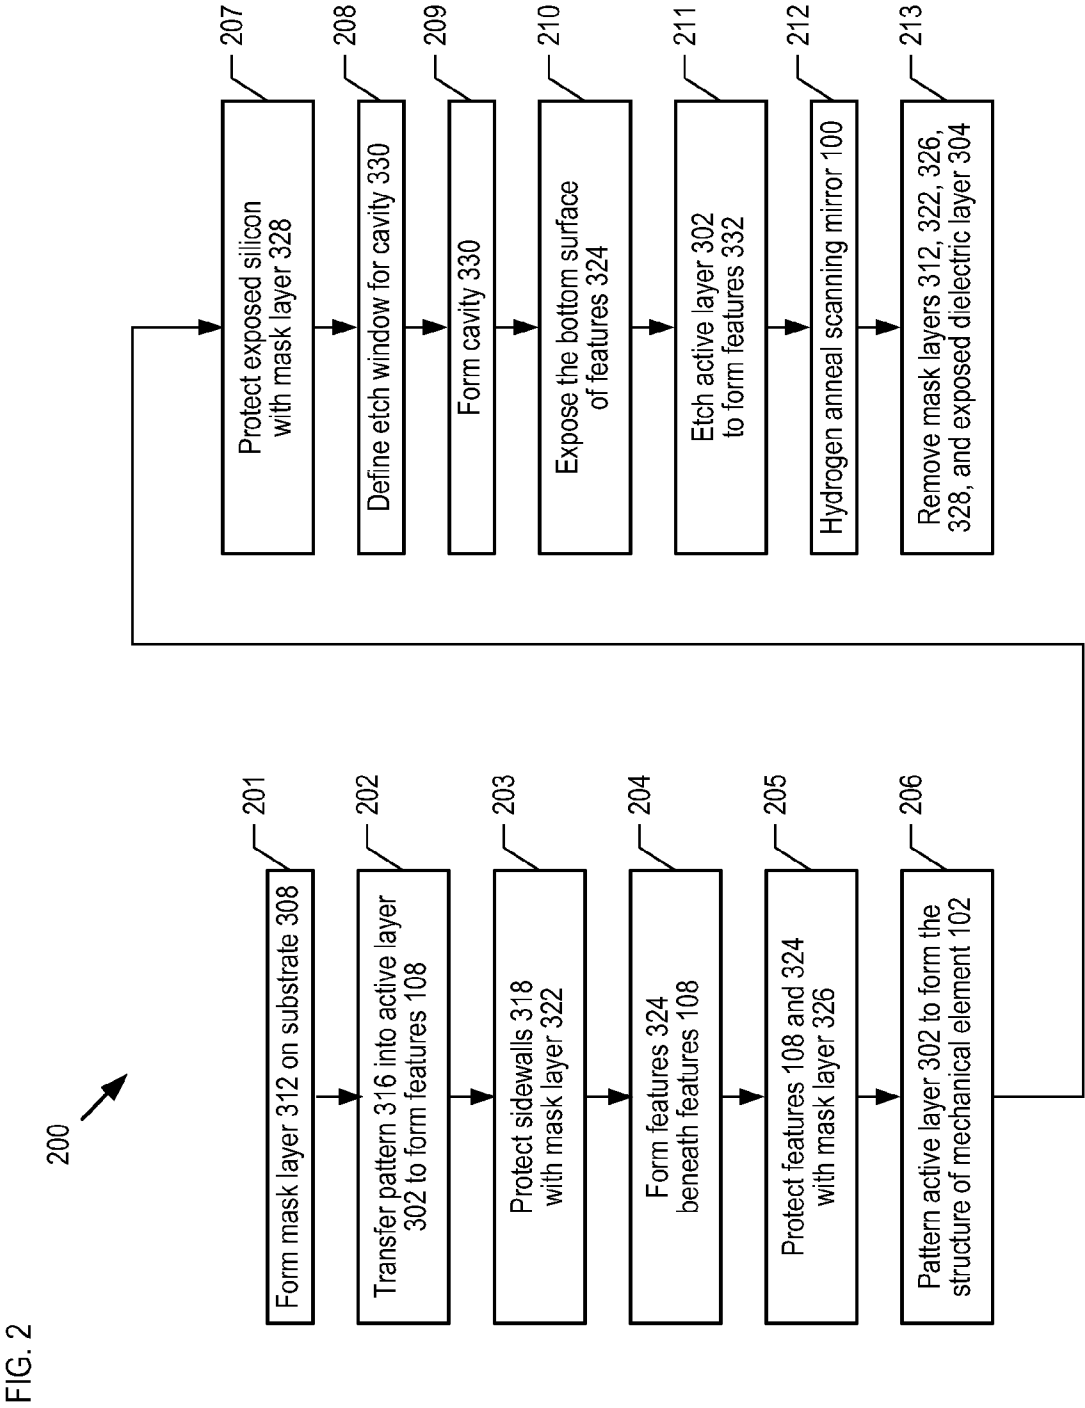 FIG. 2
200
201
Form mask layer 312 on substrate 308
202
Transfer pattern 316 into active layer
302 to form features 108
203
Protect sidewalls 318
with mask layer 322
204
Form features 324
beneath features 108
205
Protect features 108 and 324
with mask layer 326
206
Pattern active layer 302 to form the
structure of mechanical element 102
207
Protect exposed silicon
with mask layer 328
208
Define etch window for cavity 330
209
Form cavity 330
210
Expose the bottom surface
of features 324
211
Etch active layer 302
to form features 332
212
Hydrogen anneal scanning mirror 100
213
Remove mask layers 312, 322, 326,
328, and exposed dielectric layer 304